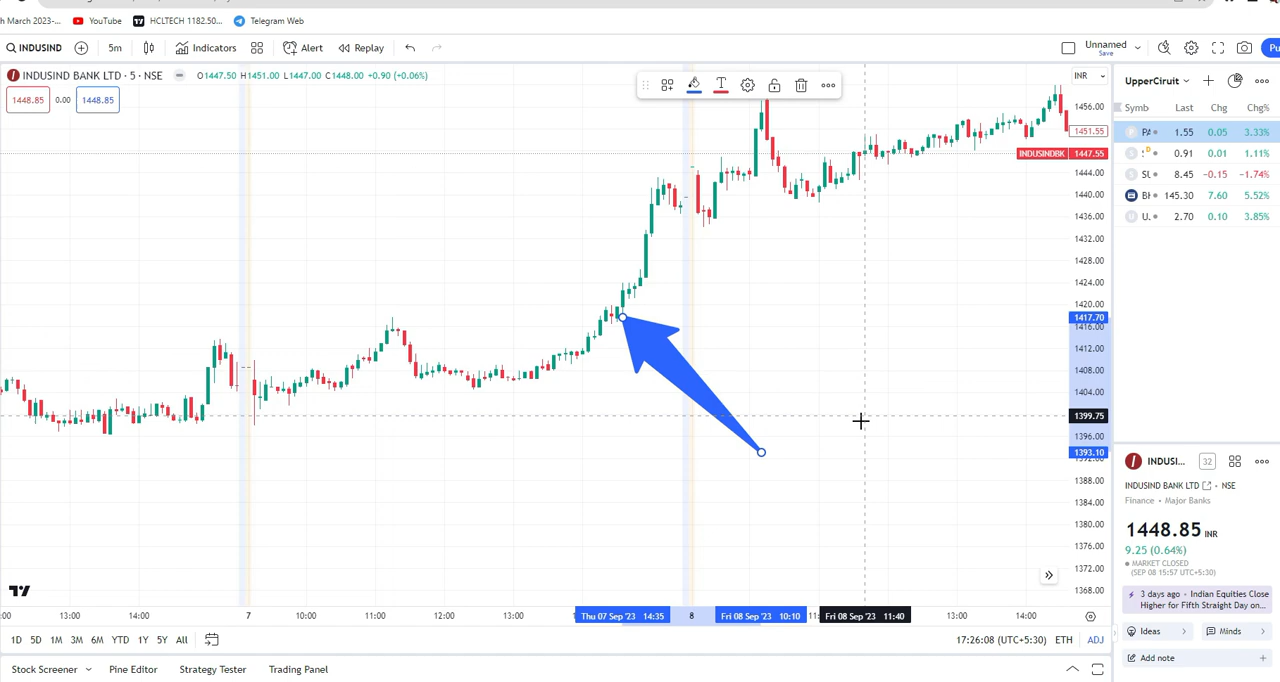 h March 2023-... YouTube HCLTECH 1182.50... Telegram Web
INDUSIND 5m Indicators Alert Replay Unnamed Save
INDUSIND BANK LTD · 5 · NSE O1447.50 H1451.00 L1447.00 C1448.00 +0.90 (+0.06%)
1448.85 0.00 1448.85
INR
1456.00
1451.55
INDUSINDBK 1447.55
1444.00
1440.00
1436.00
1432.00
1428.00
1424.00
1420.00
1417.70
1416.00
1412.00
1408.00
1404.00
1399.75
1396.00
1393.10
1388.00
1384.00
1380.00
1376.00
1372.00
1368.00
:00 13:00 14:00 7 10:00 11:00 12:00 13:00 Thu 07 Sep '23 14:35 8 Fri 08 Sep '23 10:10 Fri 08 Sep '23 11:40 13:00 14:00
1D 5D 1M 3M 6M YTD 1Y 5Y All 17:26:08 (UTC+5:30) ETH ADJ
Stock Screener Pine Editor Strategy Tester Trading Panel
UpperCiruit
Symb Last Chg Chg%
1.55 0.05 3.33%
0.91 0.01 1.11%
8.45 -0.15 -1.74%
145.30 7.60 5.52%
U. 2.70 0.10 3.85%
INDUSI... 32
INDUSIND BANK LTD · NSE
Finance · Major Banks
1448.85 INR
9.25 (0.64%)
MARKET CLOSED
(SEP 08 15:57 UTC+5:30)
3 days ago · Indian Equities Close
Higher for Fifth Straight Day on...
Ideas Minds
Add note